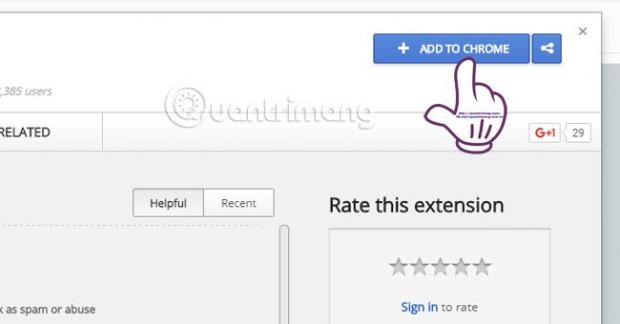 + ADD TO CHROME
,385 users
Quantrimang
RELATED
G+1 29
Helpful Recent
Rate this extension
k as spam or abuse
Sign in to rate